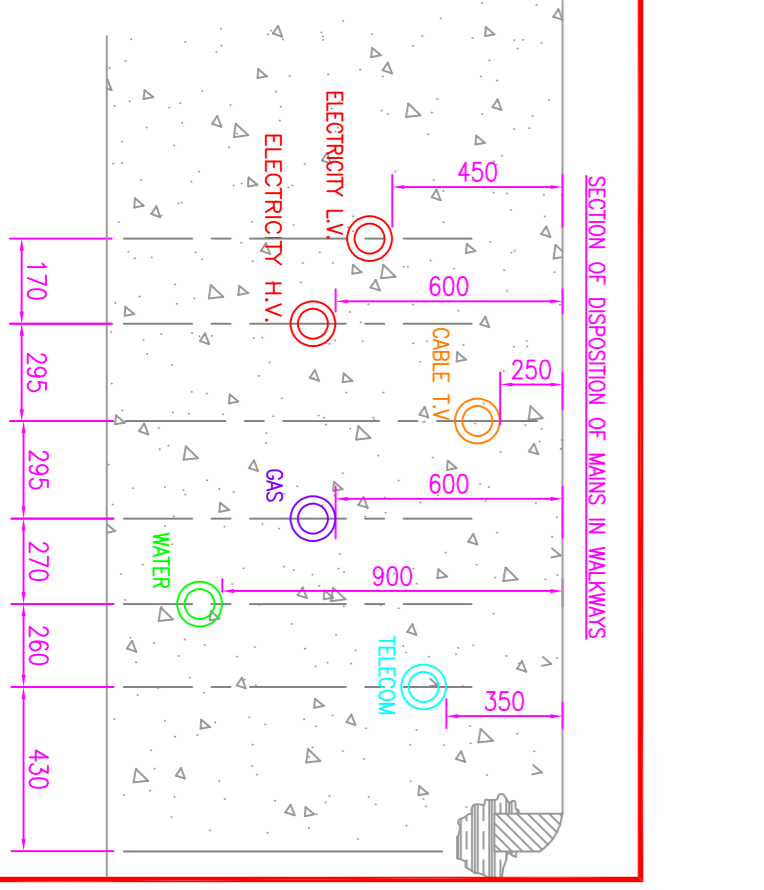 SECTION OF DISPOSITION OF MAINS IN WALKWAYS
450
600
250
600
900
350
ELECTRICITY L.V.
ELECTRICITY H.V.
CABLE T.V
GAS
WATER
TELECOM
170
295
295
270
260
430